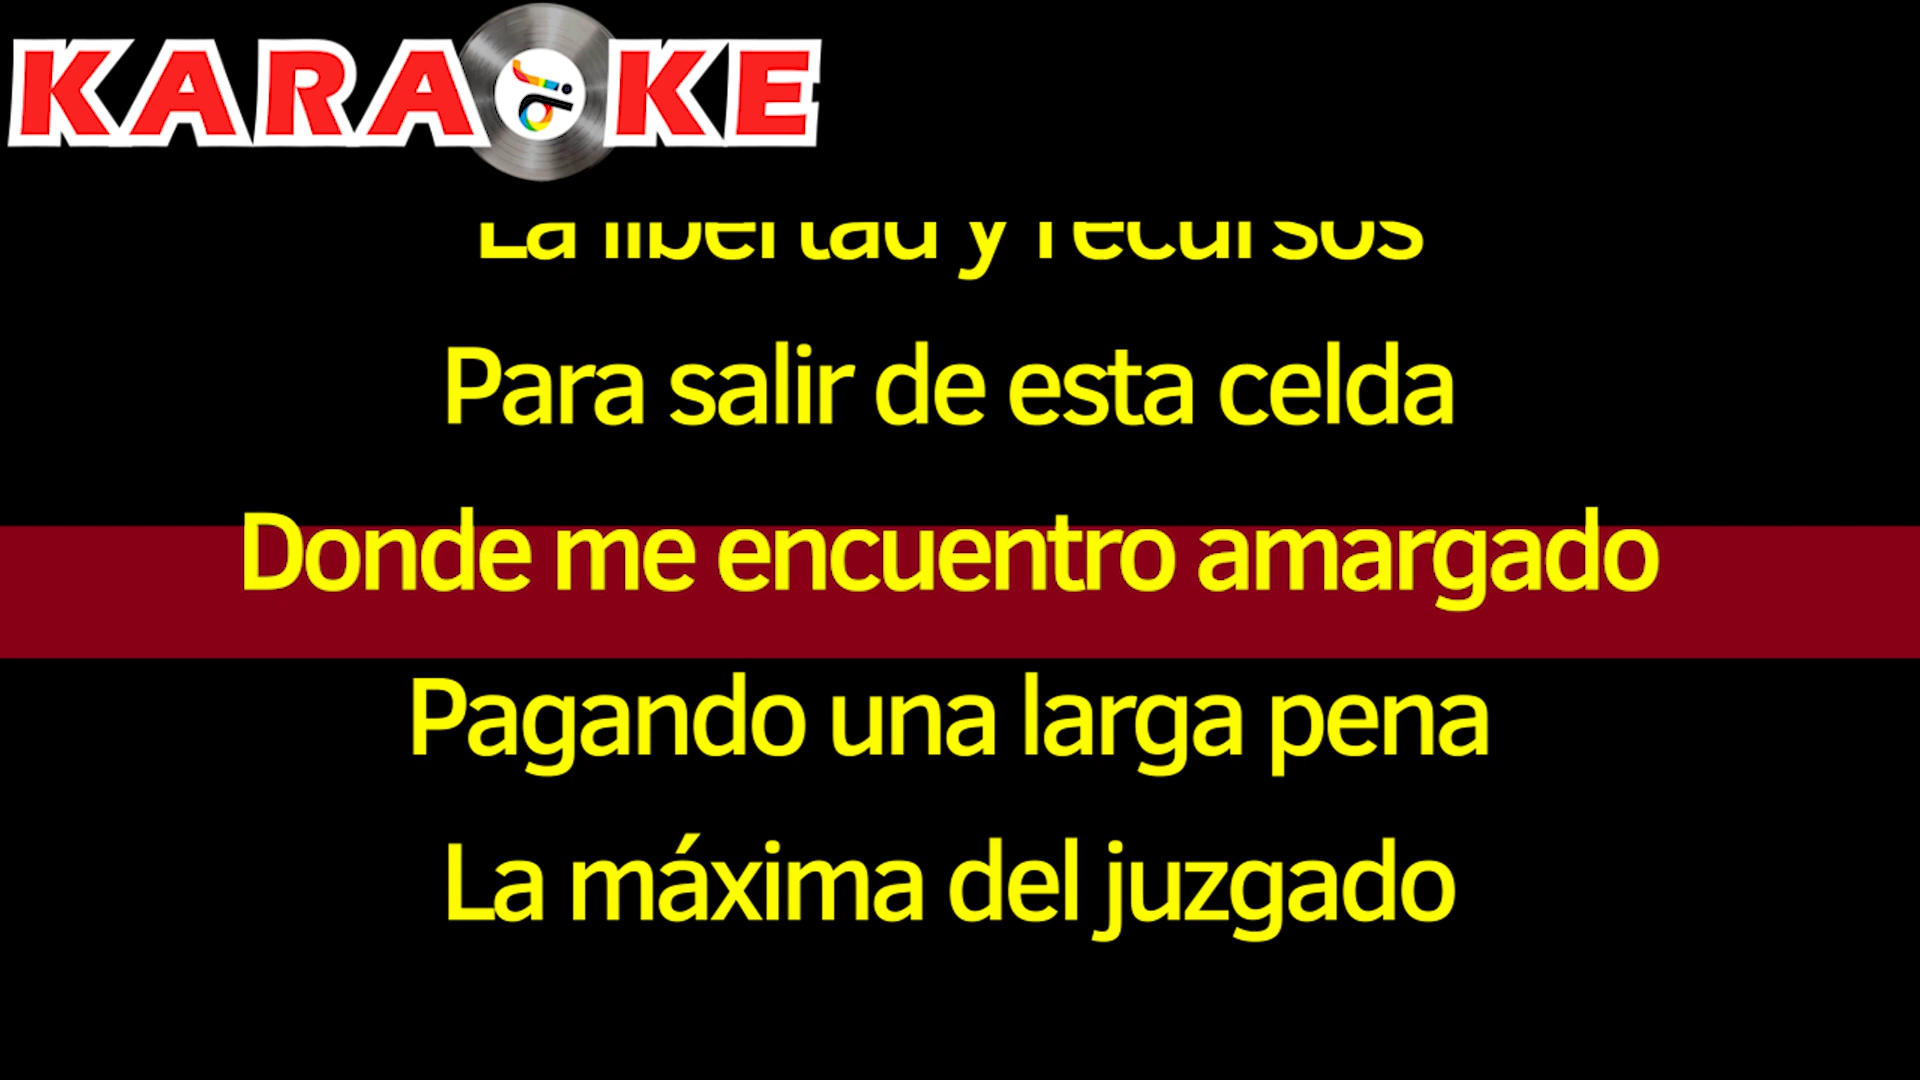 KARAOKE
La libertad y recursos
Para salir de esta celda
Donde me encuentro amargado
Pagando una larga pena
La máxima del juzgado